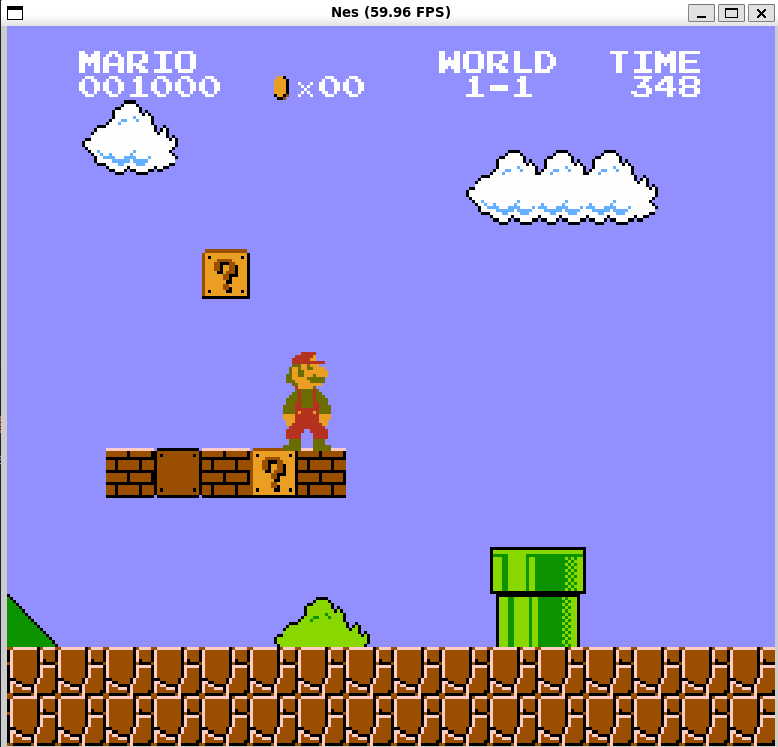 Nes (59.96 FPS)
MARIO WORLD TIME
001000 ×00 1-1 348
?
?